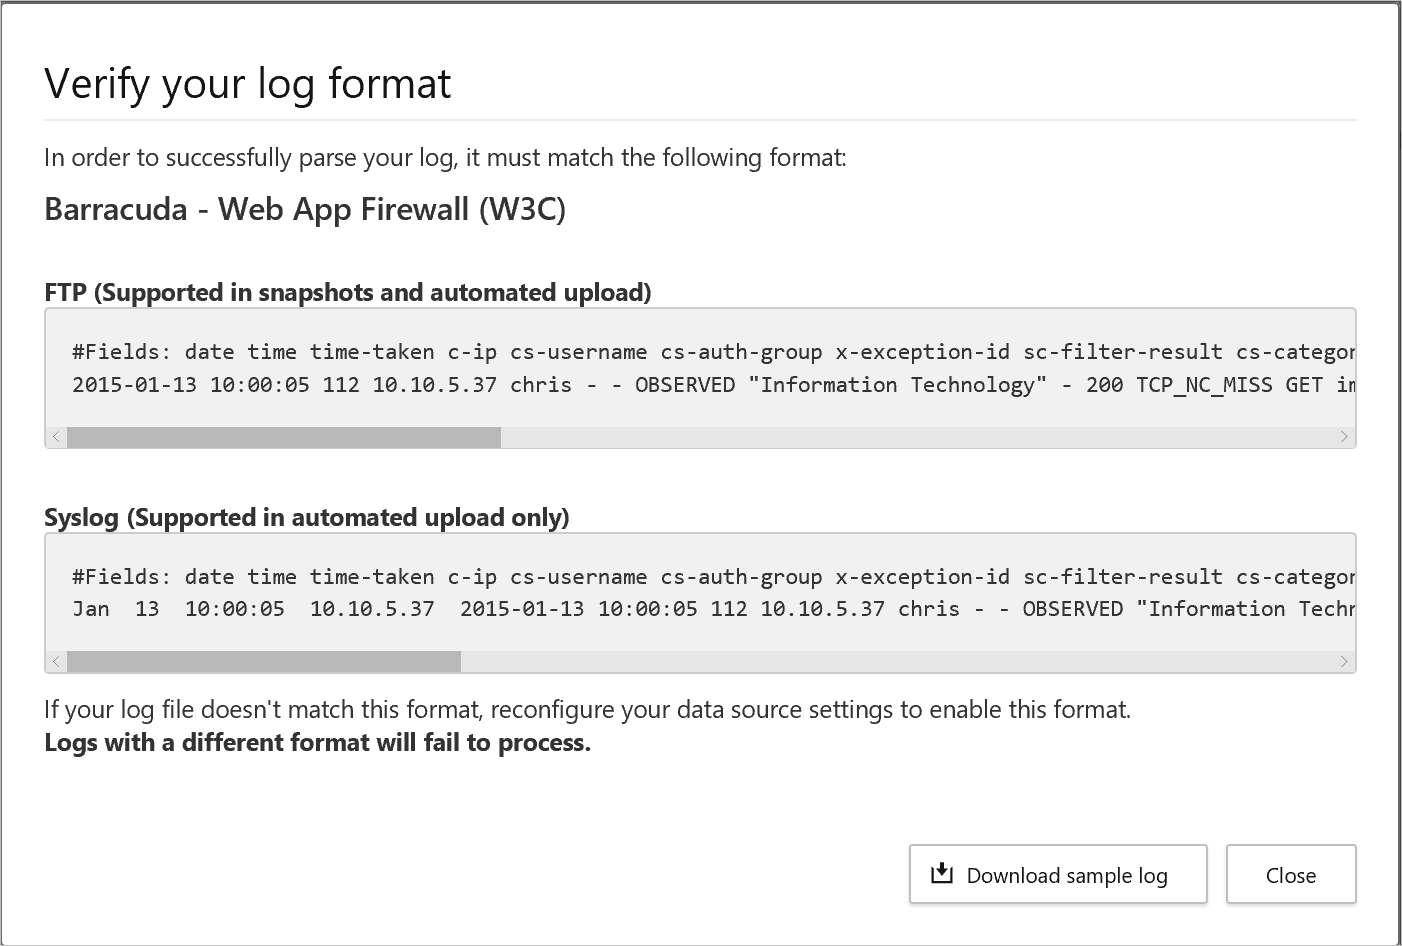 Verify your log format
In order to successfully parse your log, it must match the following format:
Barracuda - Web App Firewall (W3C)
FTP (Supported in snapshots and automated upload)
#Fields: date time time-taken c-ip cs-username cs-auth-group x-exception-id sc-filter-result cs-categor
2015-01-13 10:00:05 112 10.10.5.37 chris - - OBSERVED "Information Technology" - 200 TCP_NC_MISS GET im
Syslog (Supported in automated upload only)
#Fields: date time time-taken c-ip cs-username cs-auth-group x-exception-id sc-filter-result cs-categor
Jan  13  10:00:05  10.10.5.37  2015-01-13 10:00:05 112 10.10.5.37 chris - - OBSERVED "Information Techn
If your log file doesn't match this format, reconfigure your data source settings to enable this format.
Logs with a different format will fail to process.
Download sample log
Close